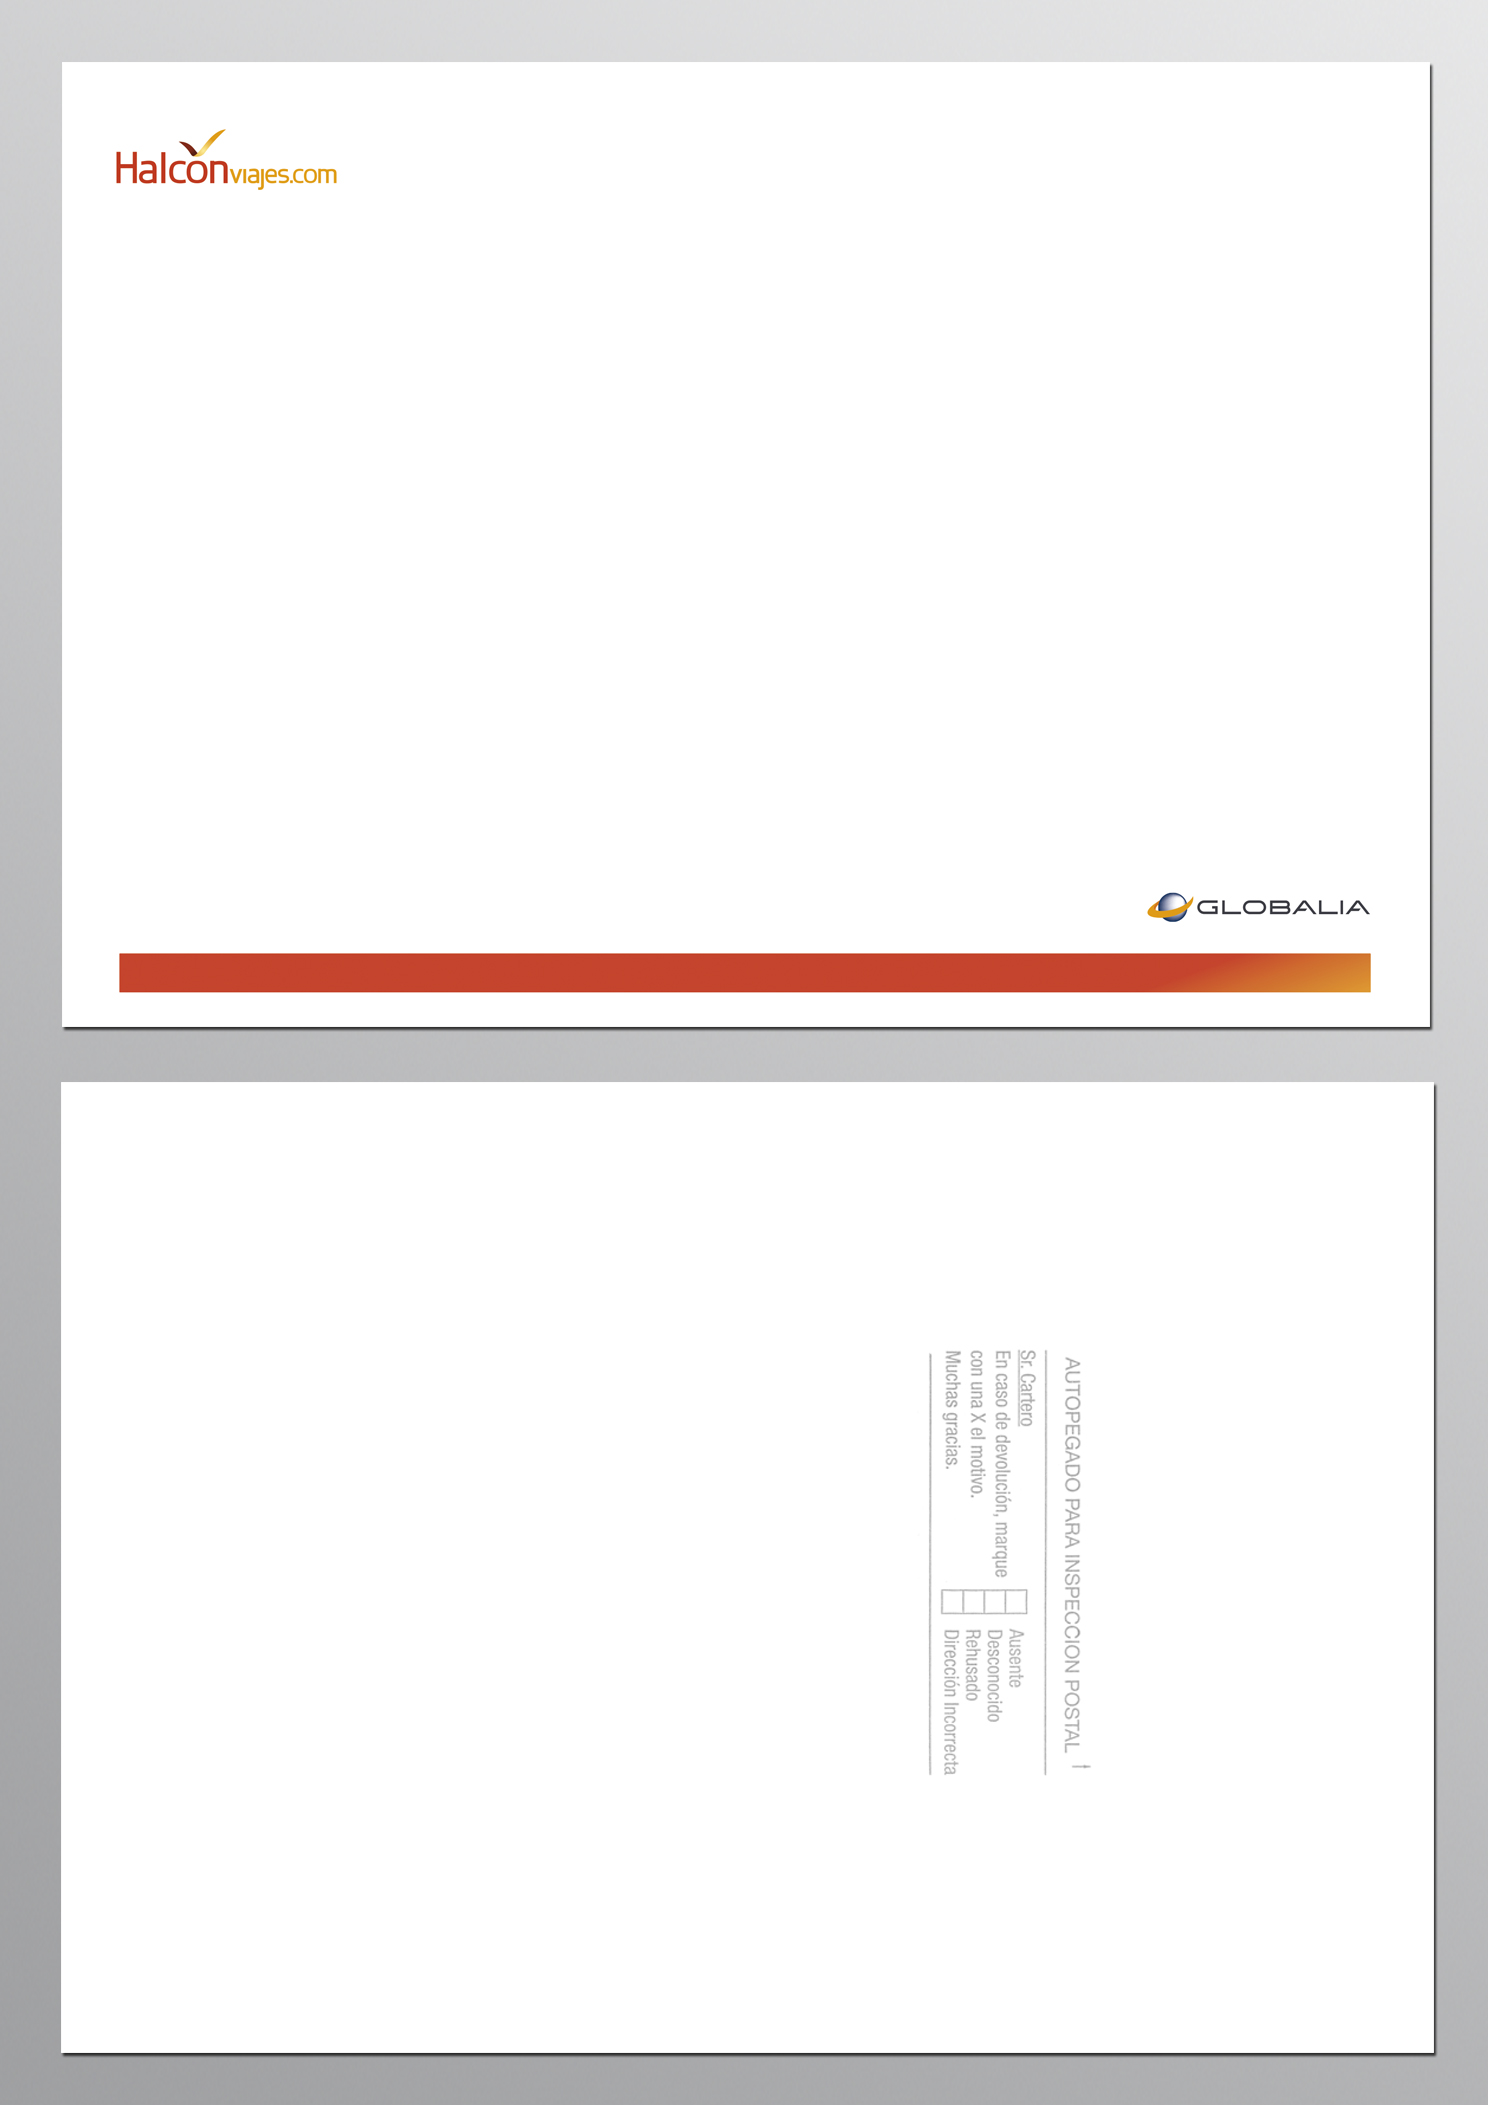 Halcónviajes.com
GLOBALIA
AUTOPEGADO PARA INSPECCION POSTAL
Sr. Cartero
En caso de devolución, marque
con una X el motivo.
Muchas gracias.
Ausente
Desconocido
Rehusado
Dirección Incorrecta